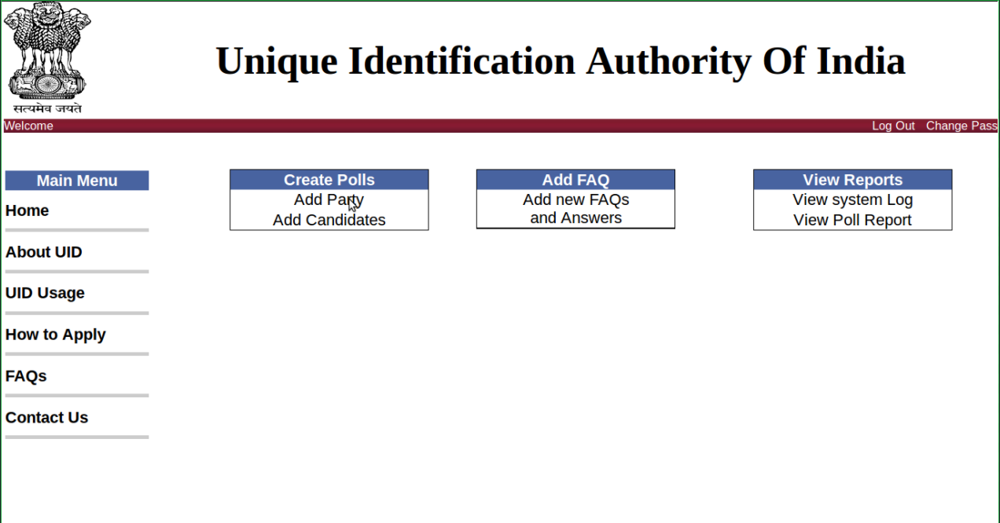 सत्यमेव जयते
Unique Identification Authority Of India
Welcome
Log Out Change Pass
Main Menu
Home
About UID
UID Usage
How to Apply
FAQs
Contact Us
Create Polls
Add Party
Add Candidates
Add FAQ
Add new FAQs
and Answers
View Reports
View system Log
View Poll Report